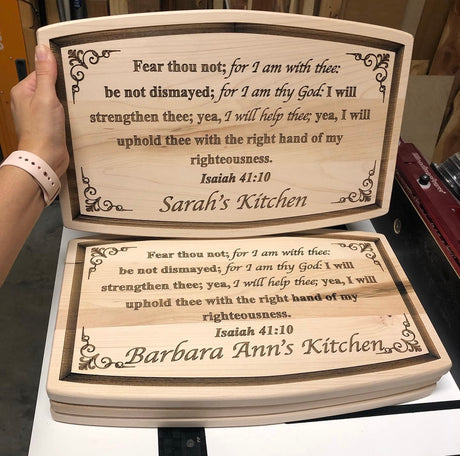 Fear thou not; for I am with thee:
be not dismayed; for I am thy God: I will
strengthen thee; yea, I will help thee; yea, I will
uphold thee with the right hand of my
righteousness.
Isaiah 41:10
Sarah's Kitchen
Fear thou not; for I am with thee:
be not dismayed; for I am thy God: I will
strengthen thee; yea, I will help thee; yea, I will
uphold thee with the right hand of my
righteousness.
Isaiah 41:10
Barbara Ann's Kitchen